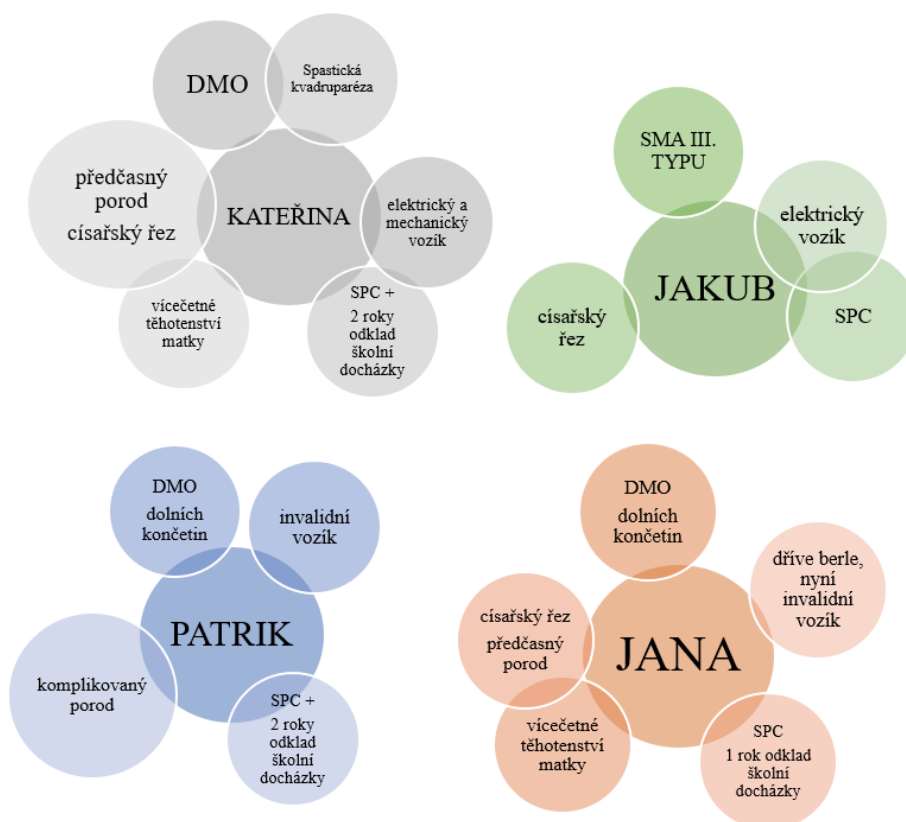 DMO
Spastická
kvadruparéza
předčasný
porod
císařský řez
KATEŘINA
elektrický a
mechanický
vozík
vícečetné
těhotenství
matky
SPC +
2 roky
odklad
školní
docházky
SMA III.
TYPU
elektrický
vozík
JAKUB
císařský
řez
SPC
DMO
dolních
končetin
invalidní
vozík
PATRIK
komplikovaný
porod
SPC +
2 roky
odklad
školní
docházky
DMO
dolních
končetin
dříve berle,
nyní
invalidní
vozík
císařský řez
předčasný
porod
JANA
vícečetné
těhotenství
matky
SPC
1 rok odklad
školní
docházky